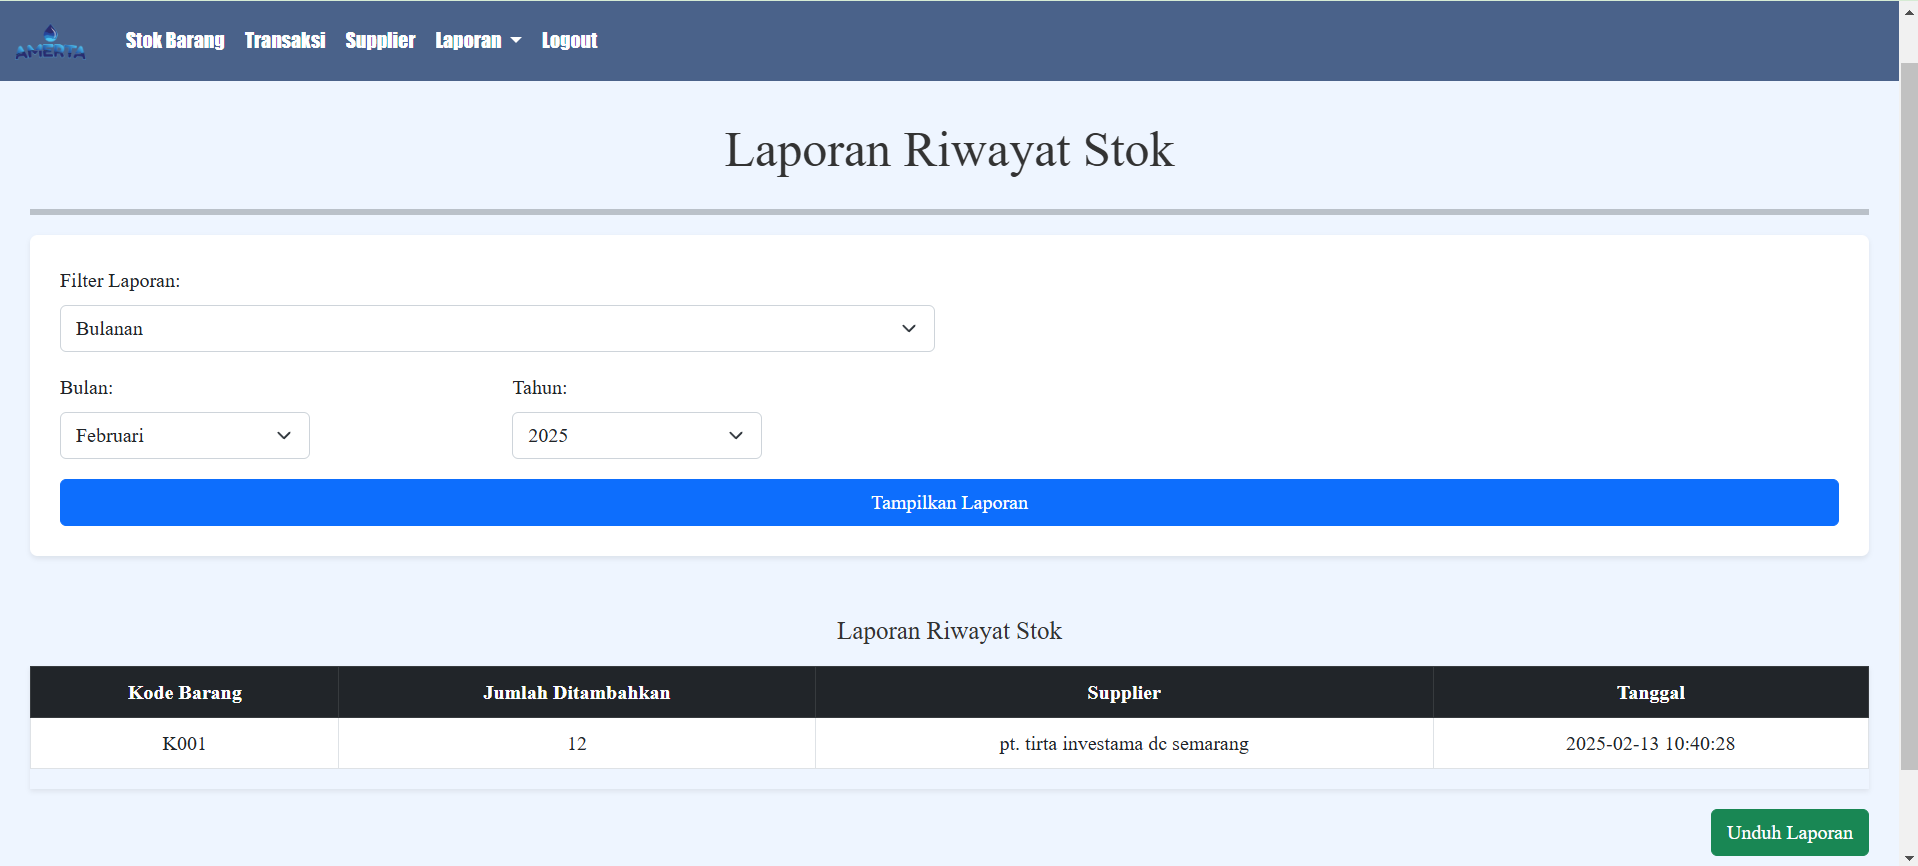 AMERTA
Stok Barang Transaksi Supplier Laporan Logout
Laporan Riwayat Stok
Filter Laporan:
Bulanan
Bulan: Tahun:
Februari 2025
Tampilkan Laporan
Laporan Riwayat Stok
Kode Barang Jumlah Ditambahkan Supplier Tanggal
K001 12 pt. tirta investama dc semarang 2025-02-13 10:40:28
Unduh Laporan